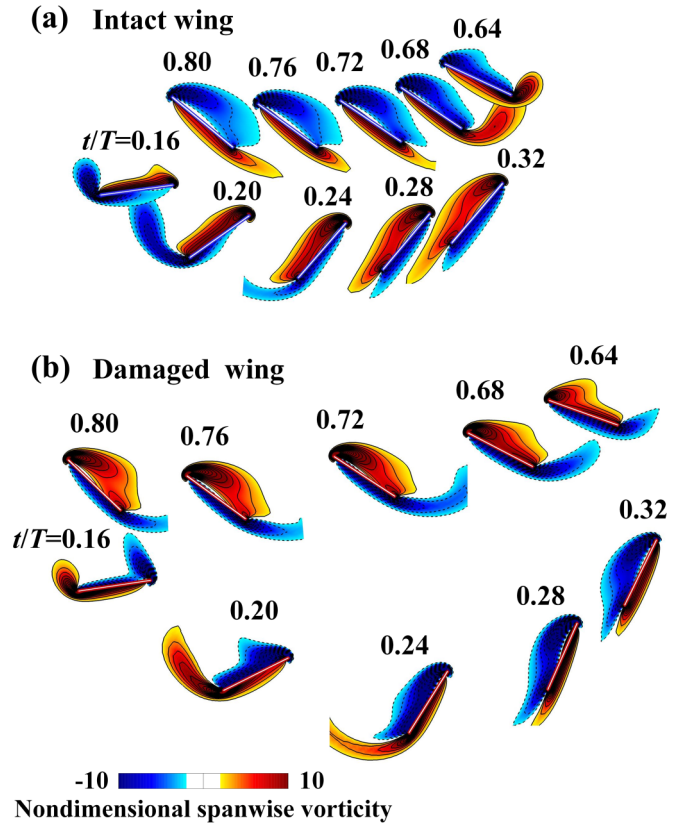 (a) Intact wing
0.80 0.76 0.72 0.68 0.64
t/T=0.16 0.20 0.24 0.28 0.32
(b) Damaged wing
0.80 0.76 0.72 0.68 0.64
t/T=0.16 0.20 0.24 0.28 0.32
-10 10
Nondimensional spanwise vorticity